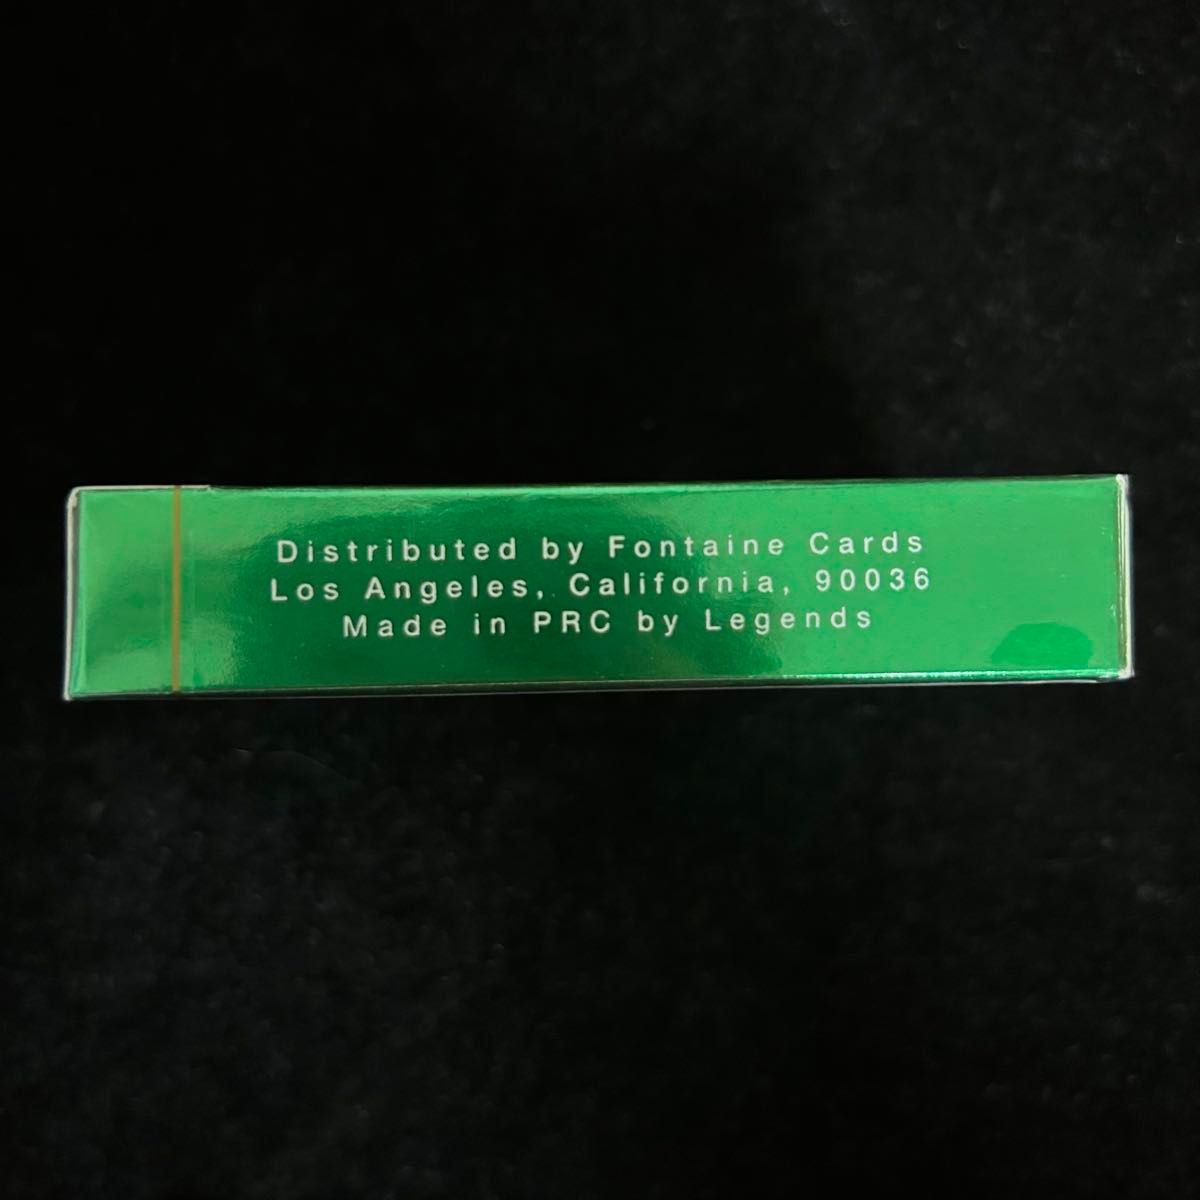 Distributed by Fontaine Cards
Los Angeles, California, 90036
Made in PRC by Legends